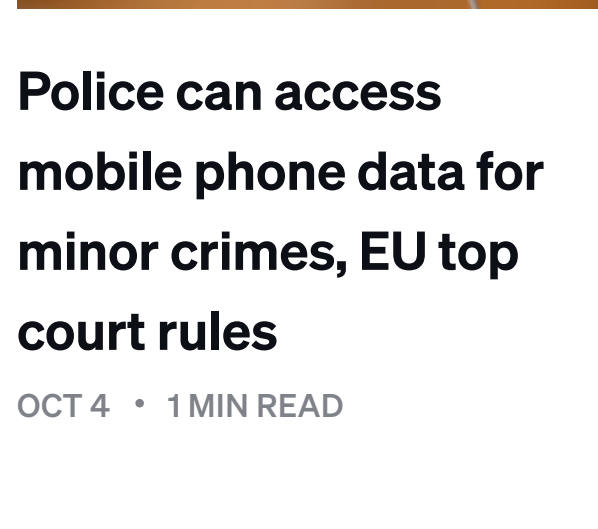 Police can access
mobile phone data for
minor crimes, EU top
court rules
OCT 4 • 1 MIN READ